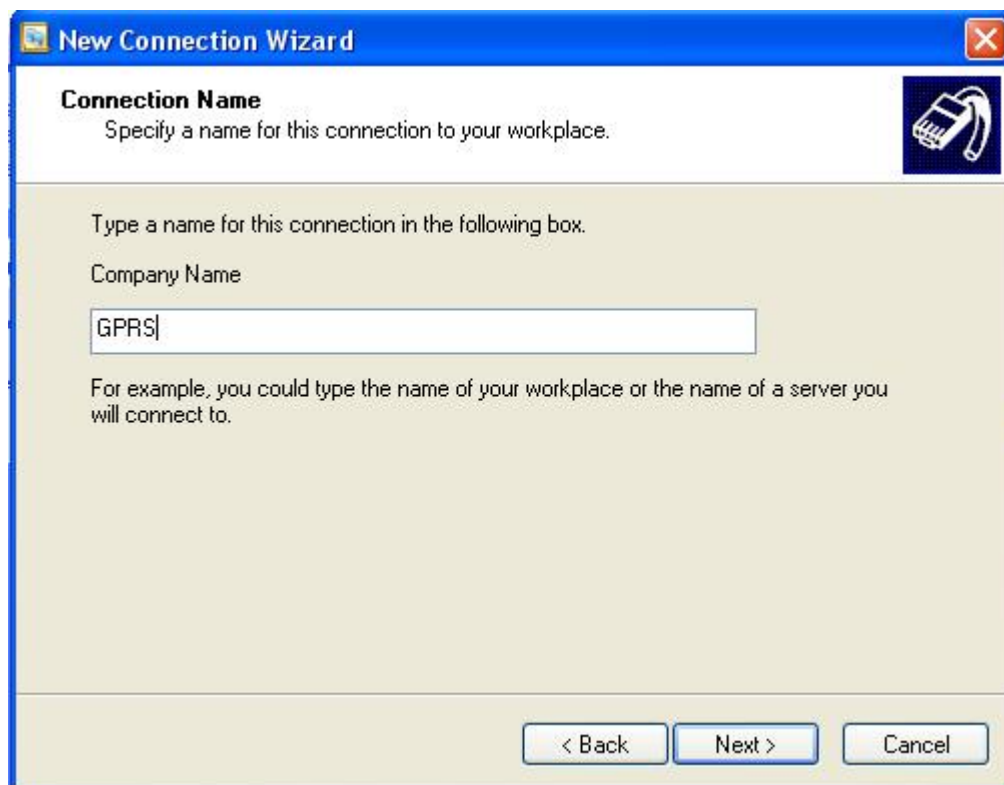 New Connection Wizard
Connection Name
Specify a name for this connection to your workplace.
Type a name for this connection in the following box.
Company Name
GPRS
For example, you could type the name of your workplace or the name of a server you
will connect to.
< Back
Next >
Cancel